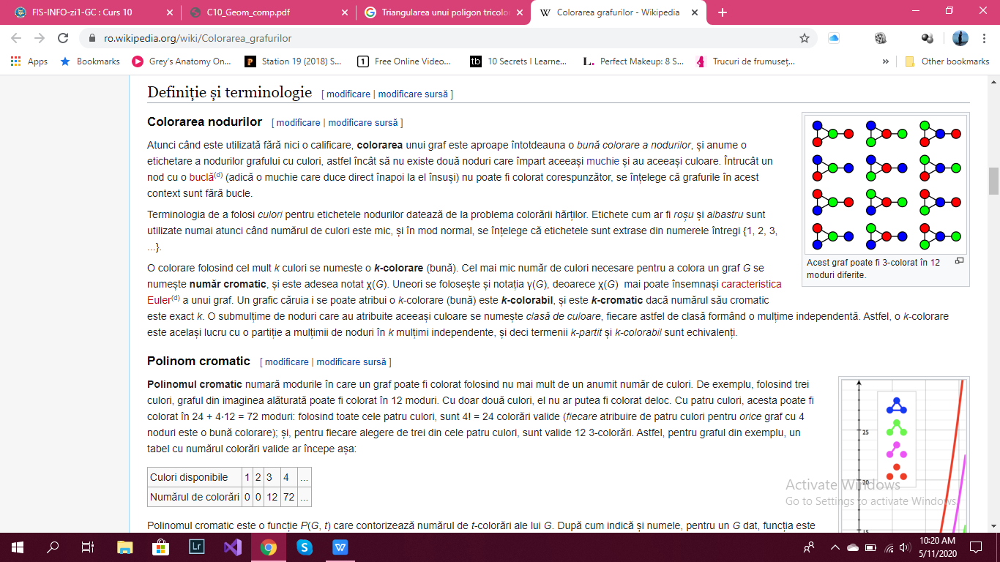 FIS-INFO-zi1-GC : Curs 10
C10_Geom_comp.pdf
Triangularea unui poligon tricolo
Colorarea grafurilor - Wikipedia
ro.wikipedia.org/wiki/Colorarea_grafurilor
Apps
Bookmarks
Grey's Anatomy On...
Station 19 (2018) S...
Free Online Video...
10 Secrets I Learne...
Perfect Makeup: 8 S...
Trucuri de frumuseț...
»
Other bookmarks
Definiție și terminologie [ modificare | modificare sursă ]
Colorarea nodurilor [ modificare | modificare sursă ]
Atunci când este utilizată fără nici o calificare, colorarea unui graf este aproape întotdeauna o bună colorare a nodurilor, și anume o
etichetare a nodurilor grafului cu culori, astfel încât să nu existe două noduri care împart aceeași muchie și au aceeași culoare. Întrucât un
nod cu o buclă(d) (adică o muchie care duce direct înapoi la el însuși) nu poate fi colorat corespunzător, se înțelege că grafurile în acest
context sunt fără bucle.
Terminologia de a folosi culori pentru etichetele nodurilor datează de la problema colorării hărților. Etichete cum ar fi roșu și albastru sunt
utilizate numai atunci când numărul de culori este mic, și în mod normal, se înțelege că etichetele sunt extrase din numerele întregi {1, 2, 3,
...}.
O colorare folosind cel mult k culori se numeste o k-colorare (bună). Cel mai mic număr de culori necesare pentru a colora un graf G se
numește număr cromatic, și este adesea notat χ(G). Uneori se folosește și notația γ(G), deoarece χ(G) mai poate însemnași caracteristica
Euler(d) a unui graf. Un grafic căruia i se poate atribui o k-colorare (bună) este k-colorabil, și este k-cromatic dacă numărul său cromatic
este exact k. O submulțime de noduri care au atribuite aceeași culoare se numește clasă de culoare, fiecare astfel de clasă formând o mulțime independentă. Astfel, o k-colorare
este același lucru cu o partiție a mulțimii de noduri în k mulțimi independente, și deci termenii k-partit și k-colorabil sunt echivalenți.
Acest graf poate fi 3-colorat în 12
moduri diferite.
Polinom cromatic [ modificare | modificare sursă ]
Polinomul cromatic numară modurile în care un graf poate fi colorat folosind nu mai mult de un anumit număr de culori. De exemplu, folosind trei
culori, graful din imaginea alăturată poate fi colorat în 12 moduri. Cu doar două culori, el nu ar putea fi colorat deloc. Cu patru culori, acesta poate fi
colorat în 24 + 4·12 = 72 moduri: folosind toate cele patru culori, sunt 4! = 24 colorări valide (fiecare atribuire de patru culori pentru orice graf cu 4
noduri este o bună colorare); și, pentru fiecare alegere de trei din cele patru culori, sunt valide 12 3-colorări. Astfel, pentru graful din exemplu, un
tabel cu numărul colorări valide ar începe așa:
Culori disponibile 1 2 3 4 ...
Numărul de colorări 0 0 12 72 ...
Polinomul cromatic este o funcție P(G, t) care contorizează numărul de t-colorări ale lui G. După cum indică și numele, pentru un G dat, funcția este
25
20
15
Activate Windows
Go to Settings to activate Windows.
Lr
10:20 AM
5/11/2020